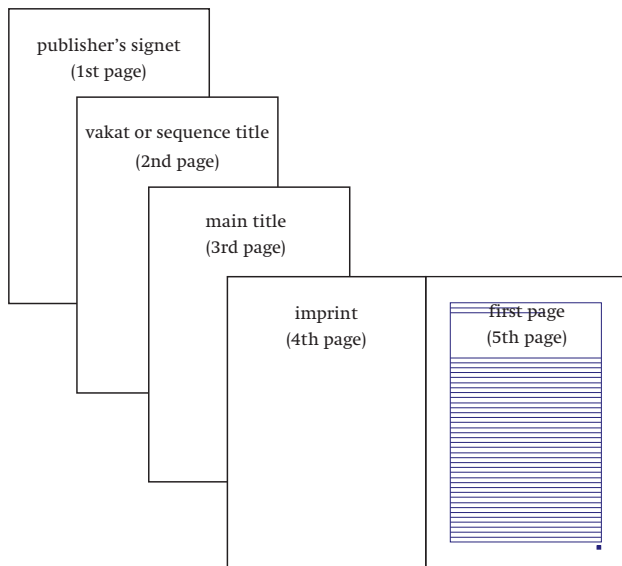 publisher's signet
(1st page)
vakat or sequence title
(2nd page)
main title
(3rd page)
imprint
(4th page)
first page
(5th page)